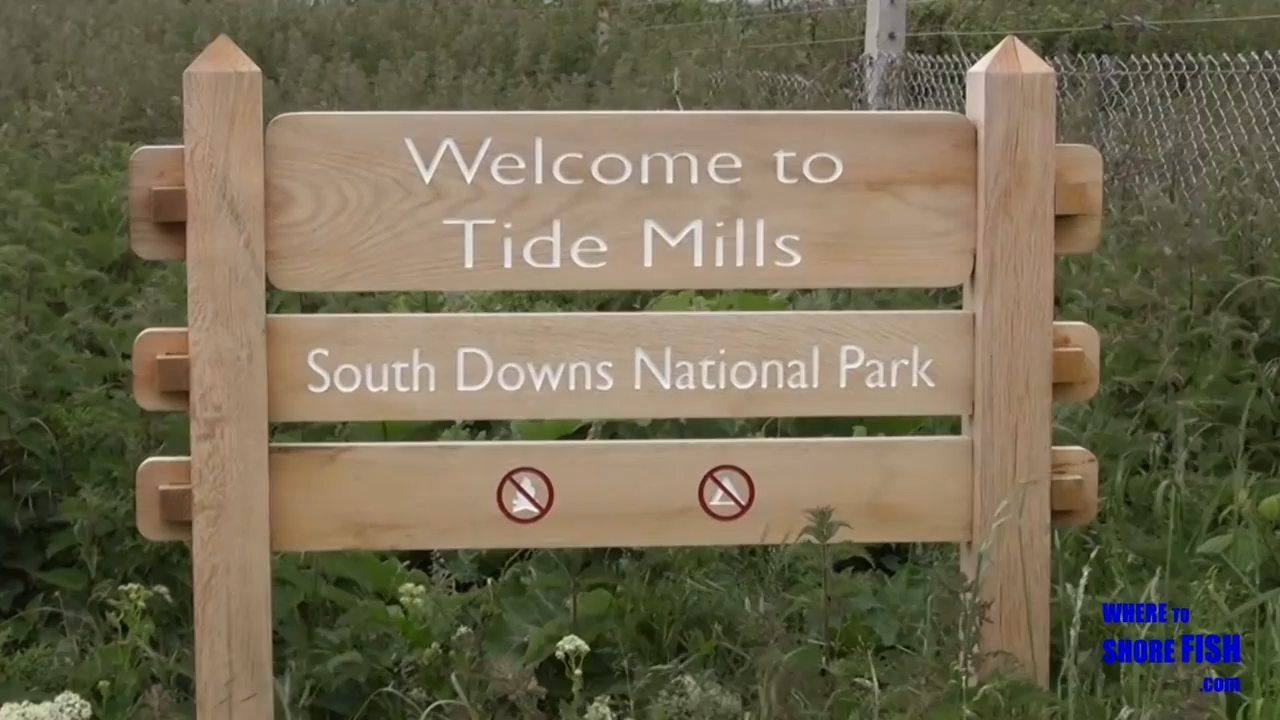 Welcome to
Tide Mills
South Downs National Park
WHERE TO
SHORE FISH
.com